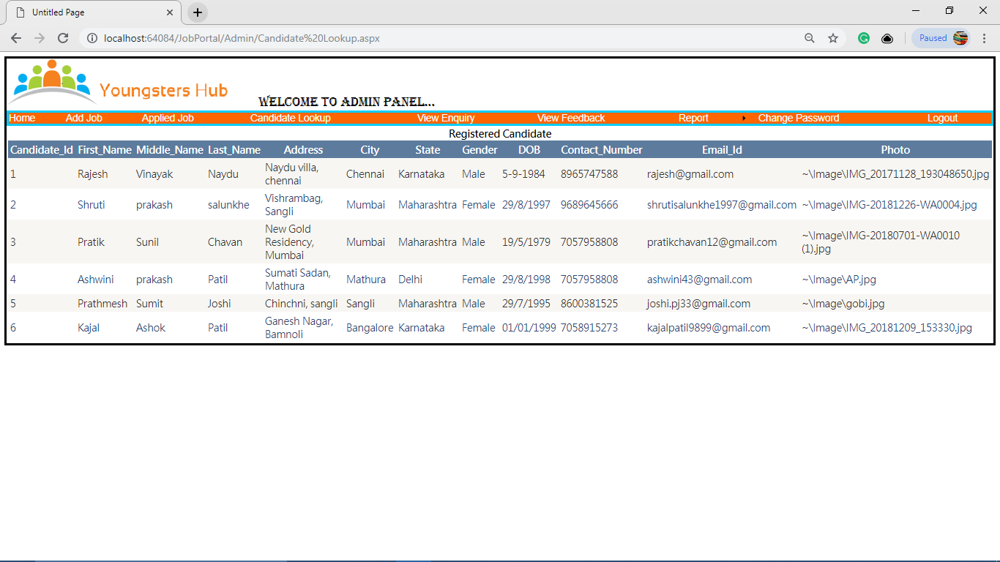 Untitled Page
localhost:64084/JobPortal/Admin/Candidate%20Lookup.aspx
Paused
Youngsters Hub
WELCOME TO ADMIN PANEL...
Home Add Job Applied Job Candidate Lookup View Enquiry View Feedback Report Change Password Logout
Registered Candidate
Candidate_Id First_Name Middle_Name Last_Name Address City State Gender DOB Contact_Number Email_Id Photo
1 Rajesh Vinayak Naydu Naydu villa, chennai Chennai Karnataka Male 5-9-1984 8965747588 rajesh@gmail.com ~\Image\IMG_20171128_193048650.jpg
2 Shruti prakash salunkhe Vishrambag, Sangli Mumbai Maharashtra Female 29/8/1997 9689645666 shrutisalunkhe1997@gmail.com ~\Image\IMG-20181226-WA0004.jpg
3 Pratik Sunil Chavan New Gold Residency, Mumbai Mumbai Maharashtra Male 19/5/1979 7057958808 pratikchavan12@gmail.com ~\Image\IMG-20180701-WA0010 (1).jpg
4 Ashwini prakash Patil Sumati Sadan, Mathura Mathura Delhi Female 29/8/1998 7057958808 ashwini43@gmail.com ~\Image\AP.jpg
5 Prathmesh Sumit Joshi Chinchni, sangli Sangli Maharashtra Male 29/7/1995 8600381525 joshi.pj33@gmail.com ~\Image\gobi.jpg
6 Kajal Ashok Patil Ganesh Nagar, Bamnoli Bangalore Karnataka Female 01/01/1999 7058915273 kajalpatil9899@gmail.com ~\Image\IMG_20181209_153330.jpg